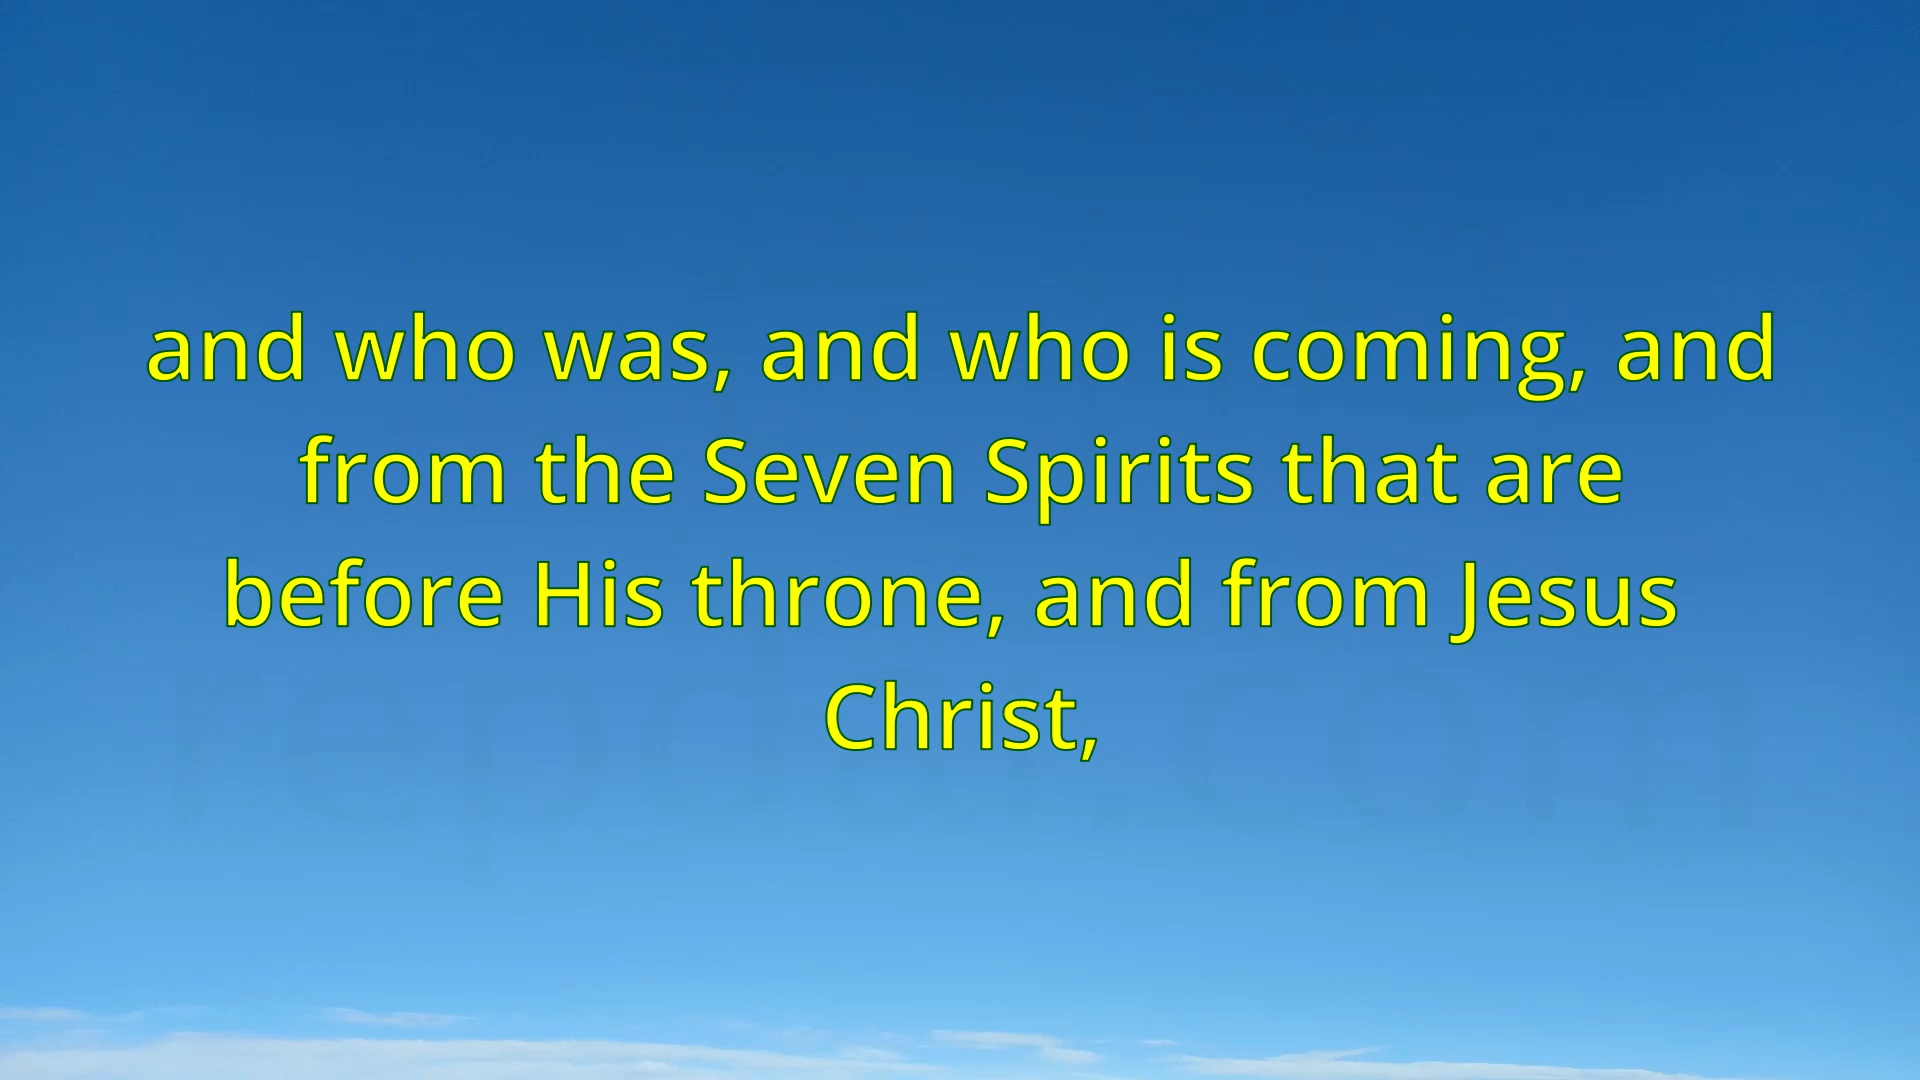 and who was, and who is coming, and
from the Seven Spirits that are
before His throne, and from Jesus
Christ,